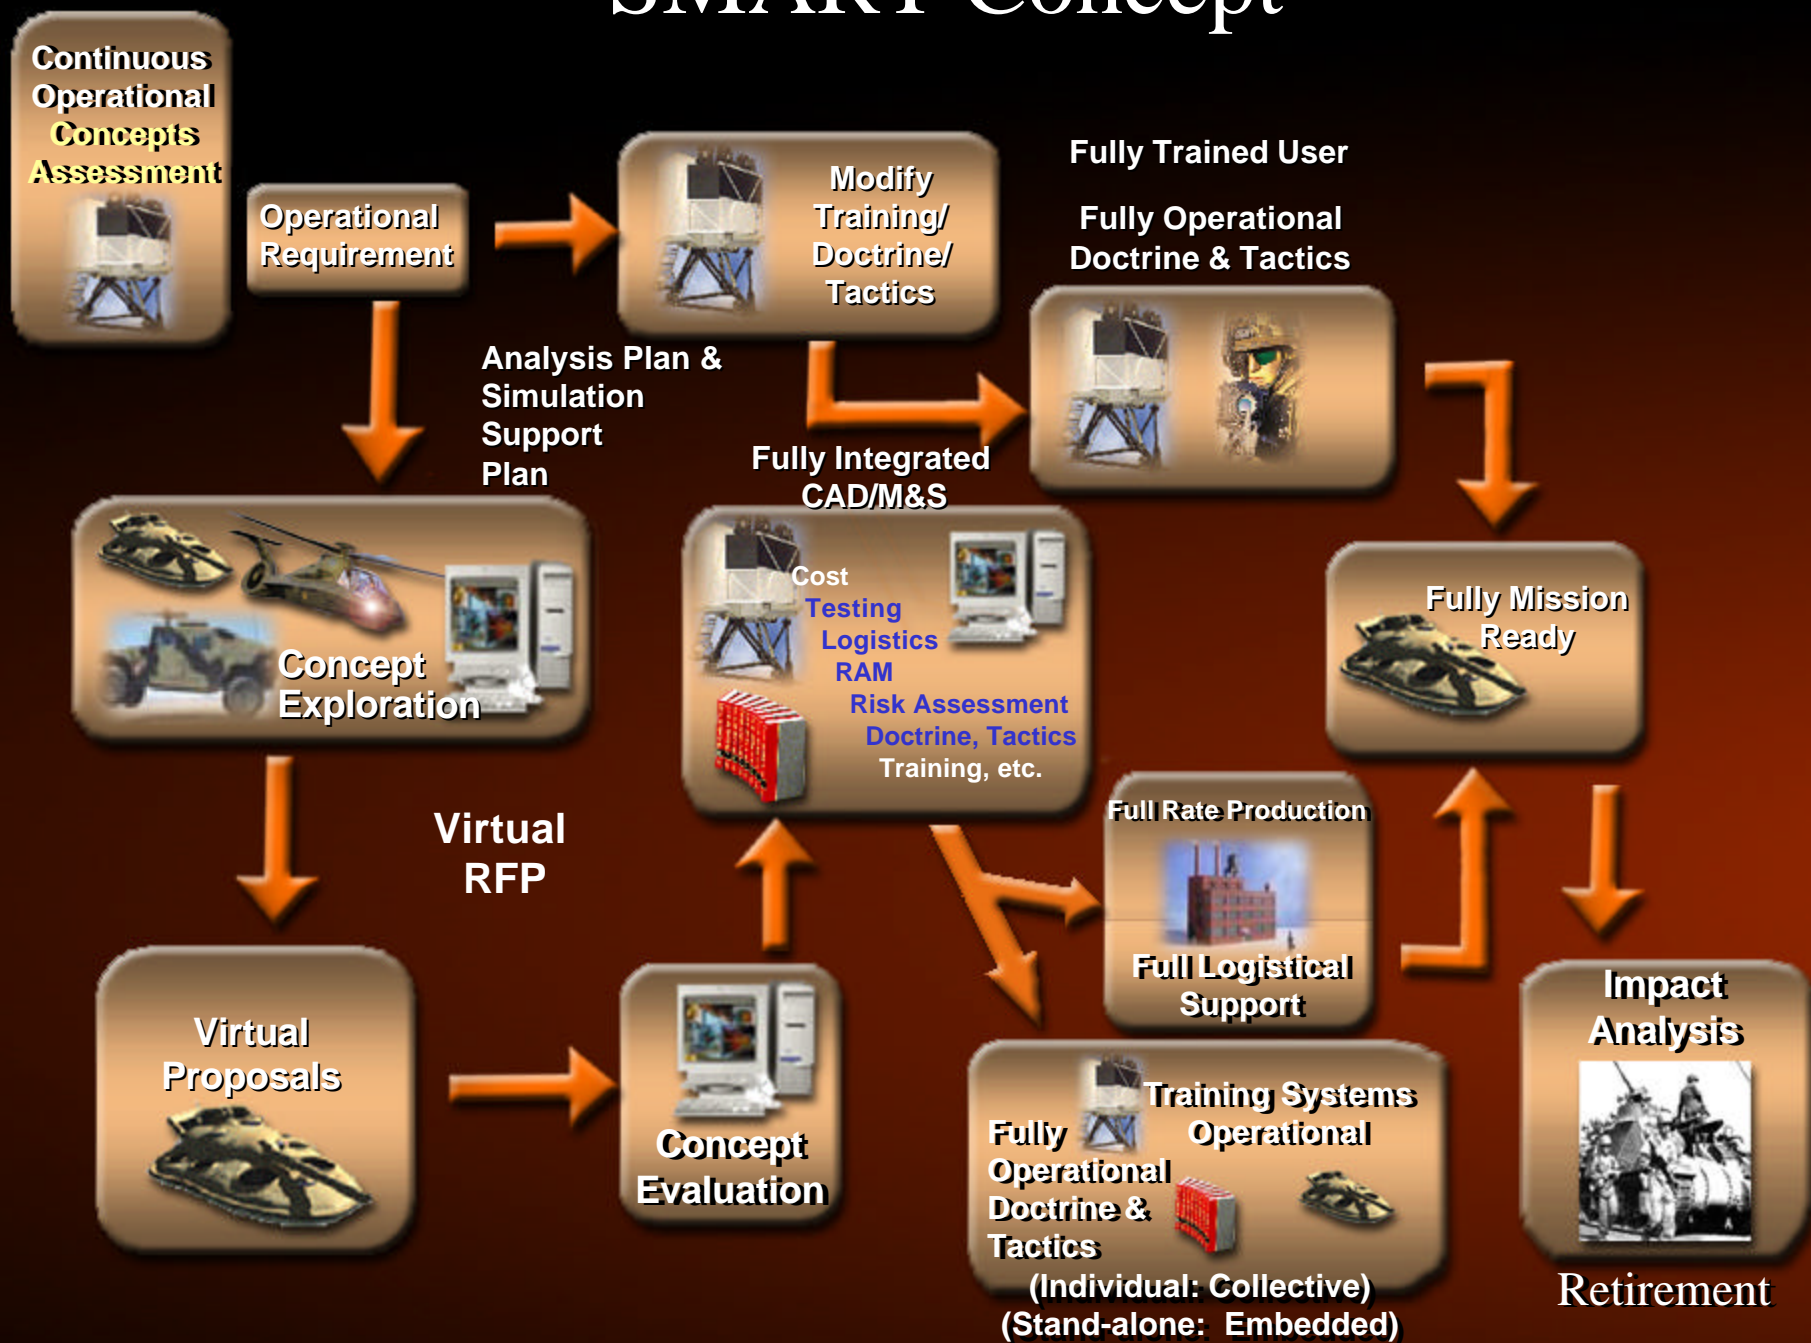 SMART Concept
Continuous
Operational
Concepts
Assessment
Operational
Requirement
Modify
Training/
Doctrine/
Tactics
Fully Trained User
Fully Operational
Doctrine & Tactics
Analysis Plan &
Simulation
Support
Plan
Fully Integrated
CAD/M&S
Concept
Exploration
Cost
Testing
Logistics
RAM
Risk Assessment
Doctrine, Tactics
Training, etc.
Fully Mission
Ready
Virtual
RFP
Full Rate Production
Full Logistical
Support
Virtual
Proposals
Concept
Evaluation
Training Systems
Operational
Fully
Operational
Doctrine &
Tactics
(Individual: Collective)
(Stand-alone: Embedded)
Impact
Analysis
Retirement